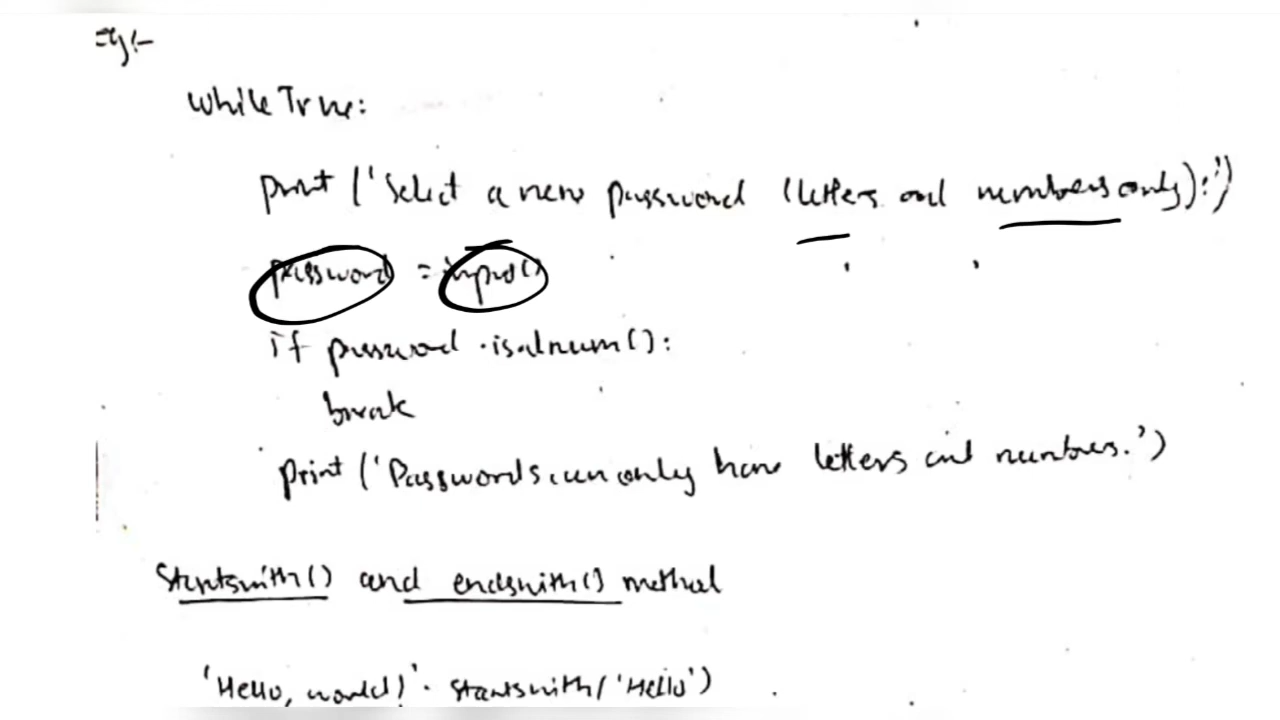 Eg:-
while True:
print ('Select a new password (letters and numbers only):')
password = input()
if password .isalnum():
break
print ('Passwords can only have letters and numbers.')
Startswith() and endswith() method
'Hello, world!'. startswith('Hello')